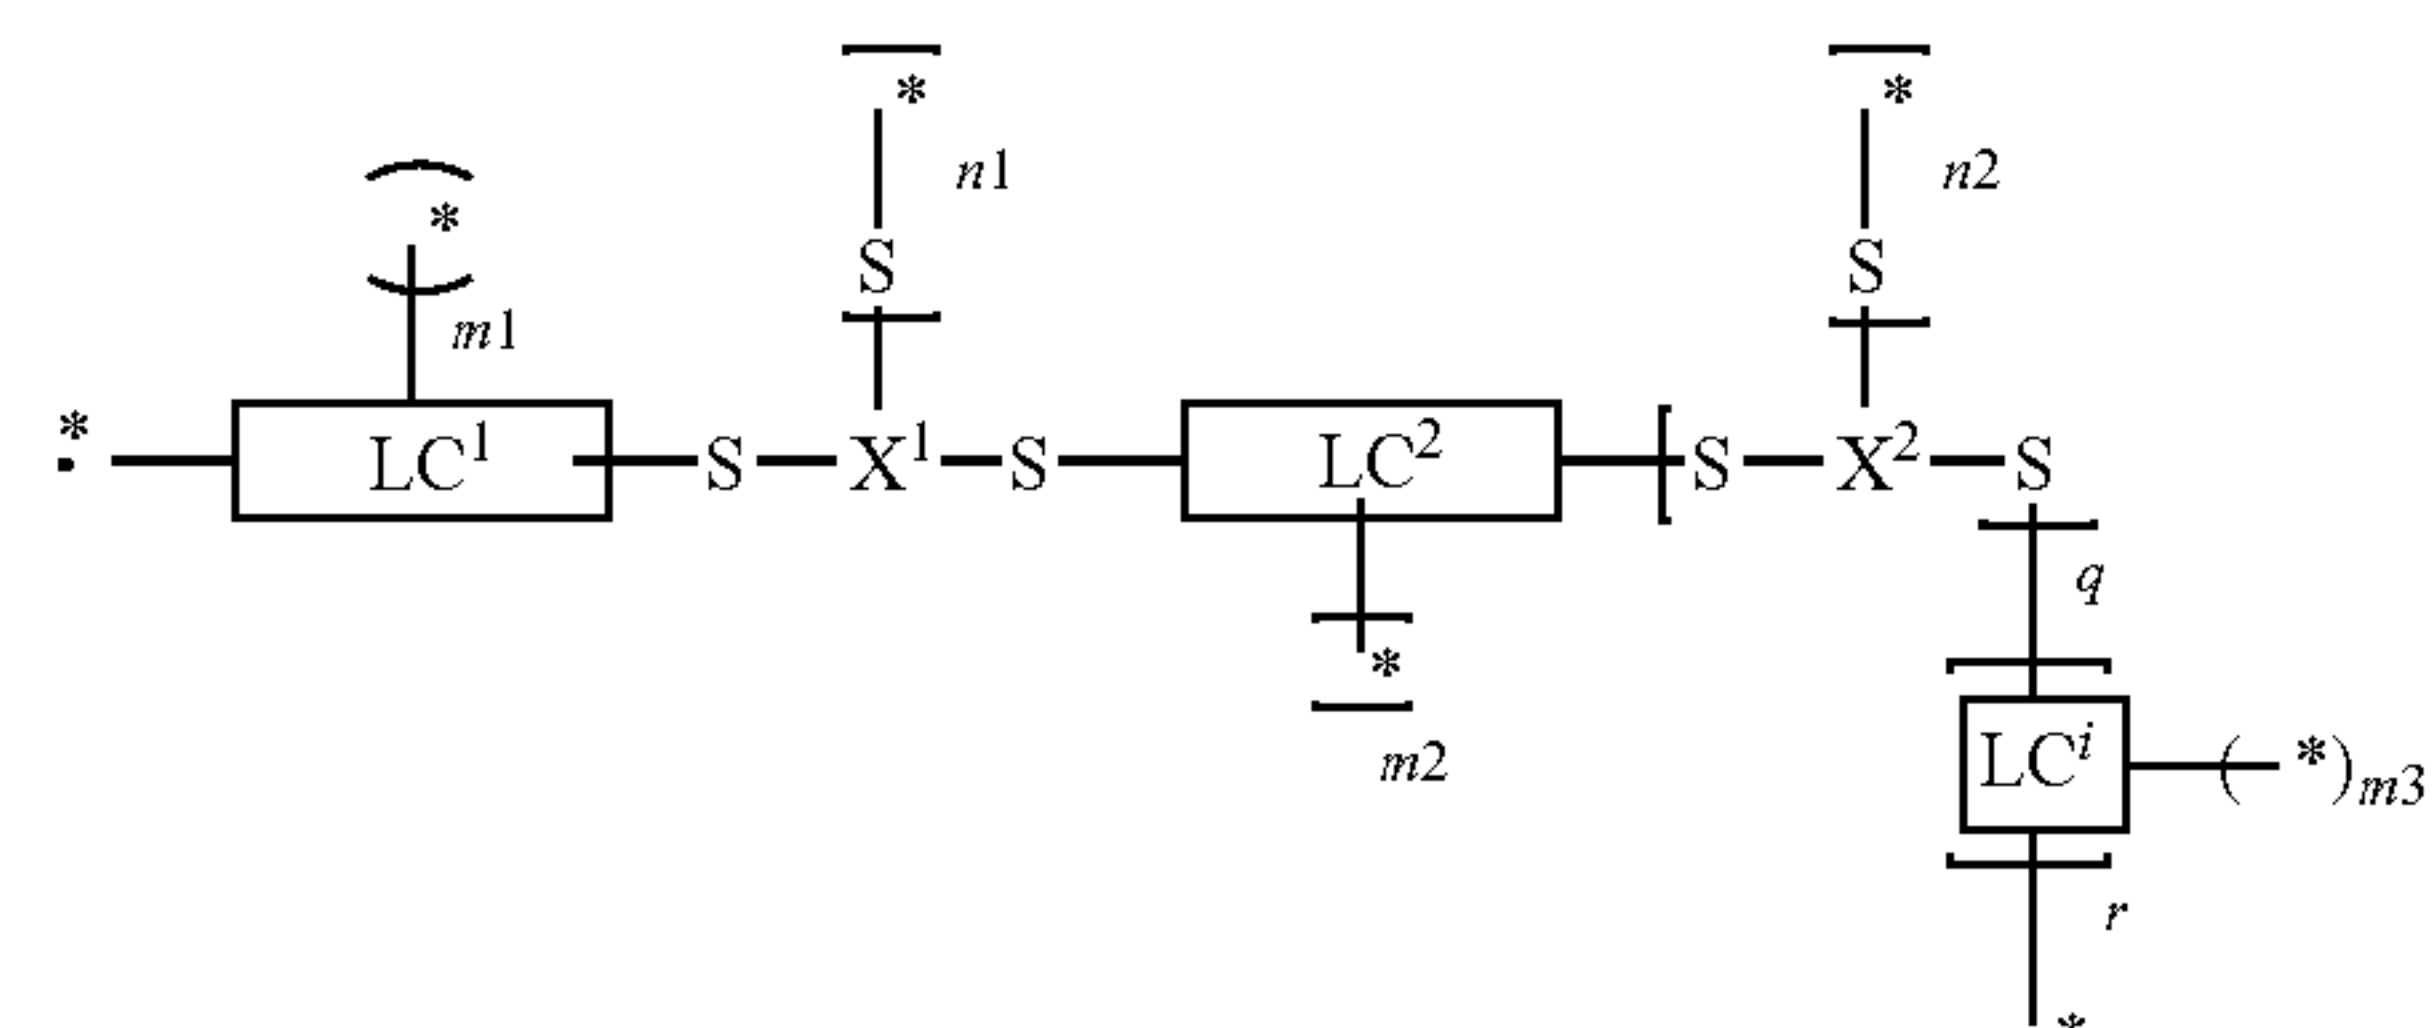 * *
* n1 n2
S S
m1
*
LC¹ S X¹ S LC² S X² S
q
*
m2 LCⁱ ( * )m3
r
*